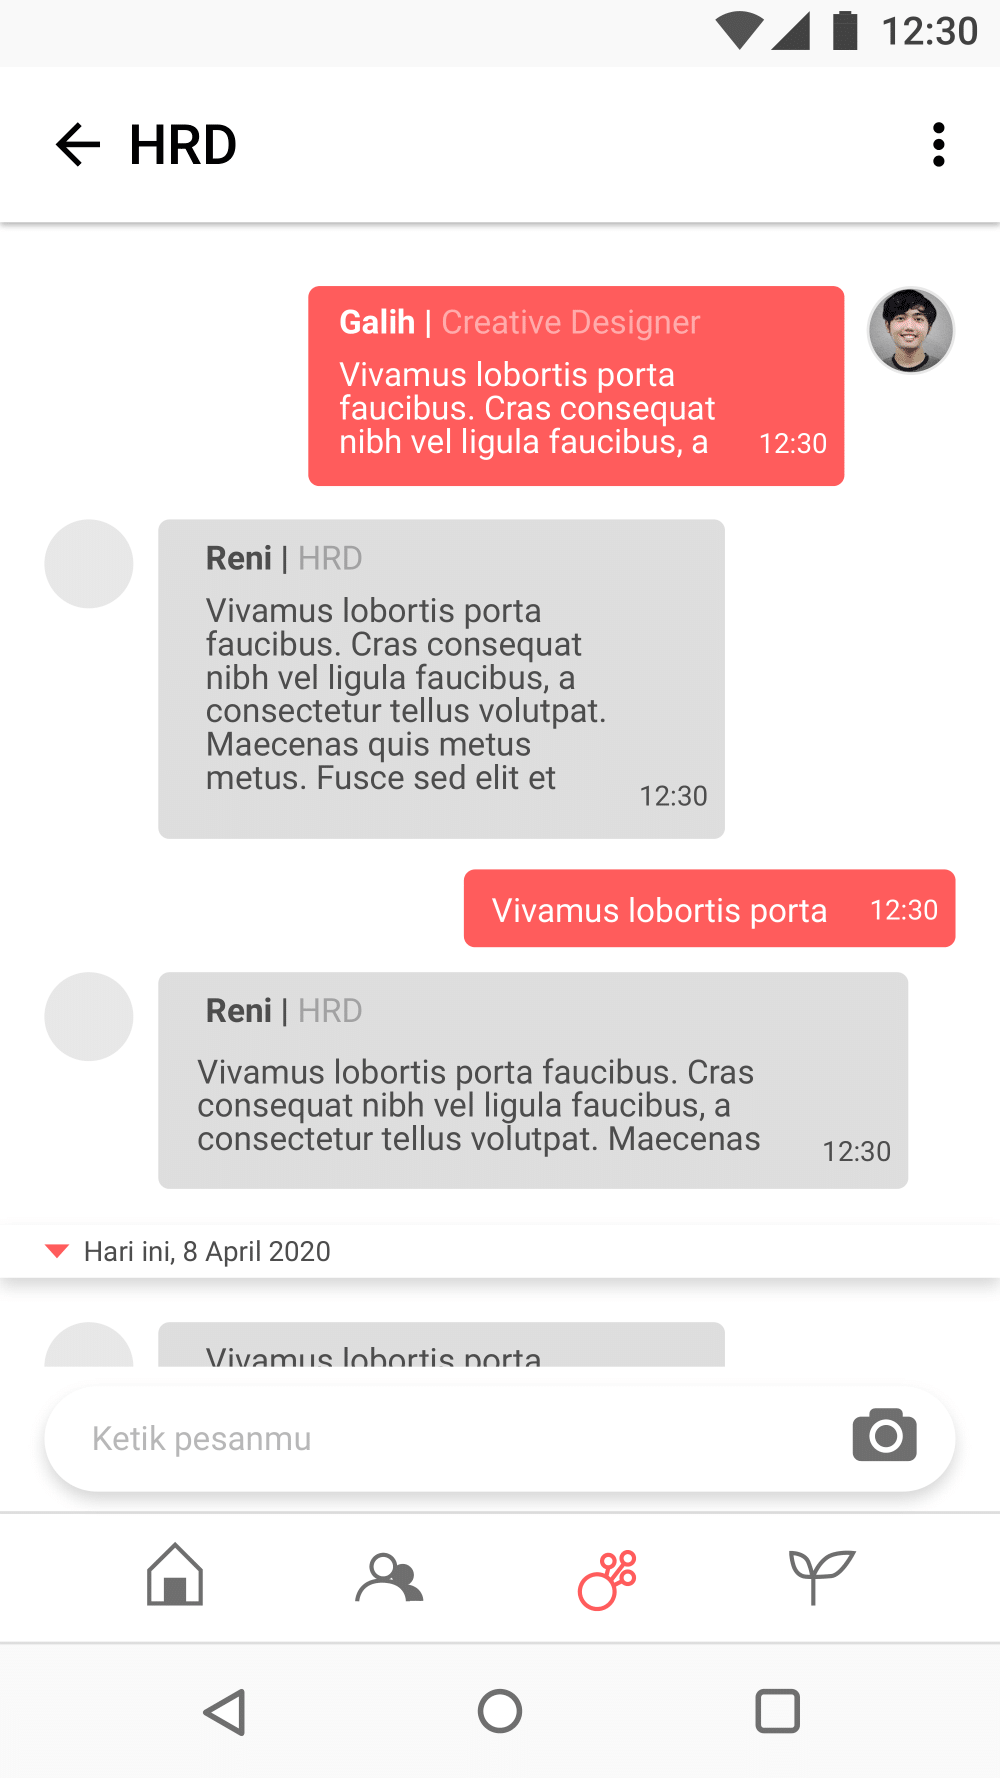 12:30
HRD
Galih | Creative Designer
Vivamus lobortis porta
faucibus. Cras consequat
nibh vel ligula faucibus, a
12:30
Reni | HRD
Vivamus lobortis porta
faucibus. Cras consequat
nibh vel ligula faucibus, a
consectetur tellus volutpat.
Maecenas quis metus
metus. Fusce sed elit et
12:30
Vivamus lobortis porta 12:30
Reni | HRD
Vivamus lobortis porta faucibus. Cras
consequat nibh vel ligula faucibus, a
consectetur tellus volutpat. Maecenas
12:30
Hari ini, 8 April 2020
Vivamus lobortis porta
Ketik pesanmu